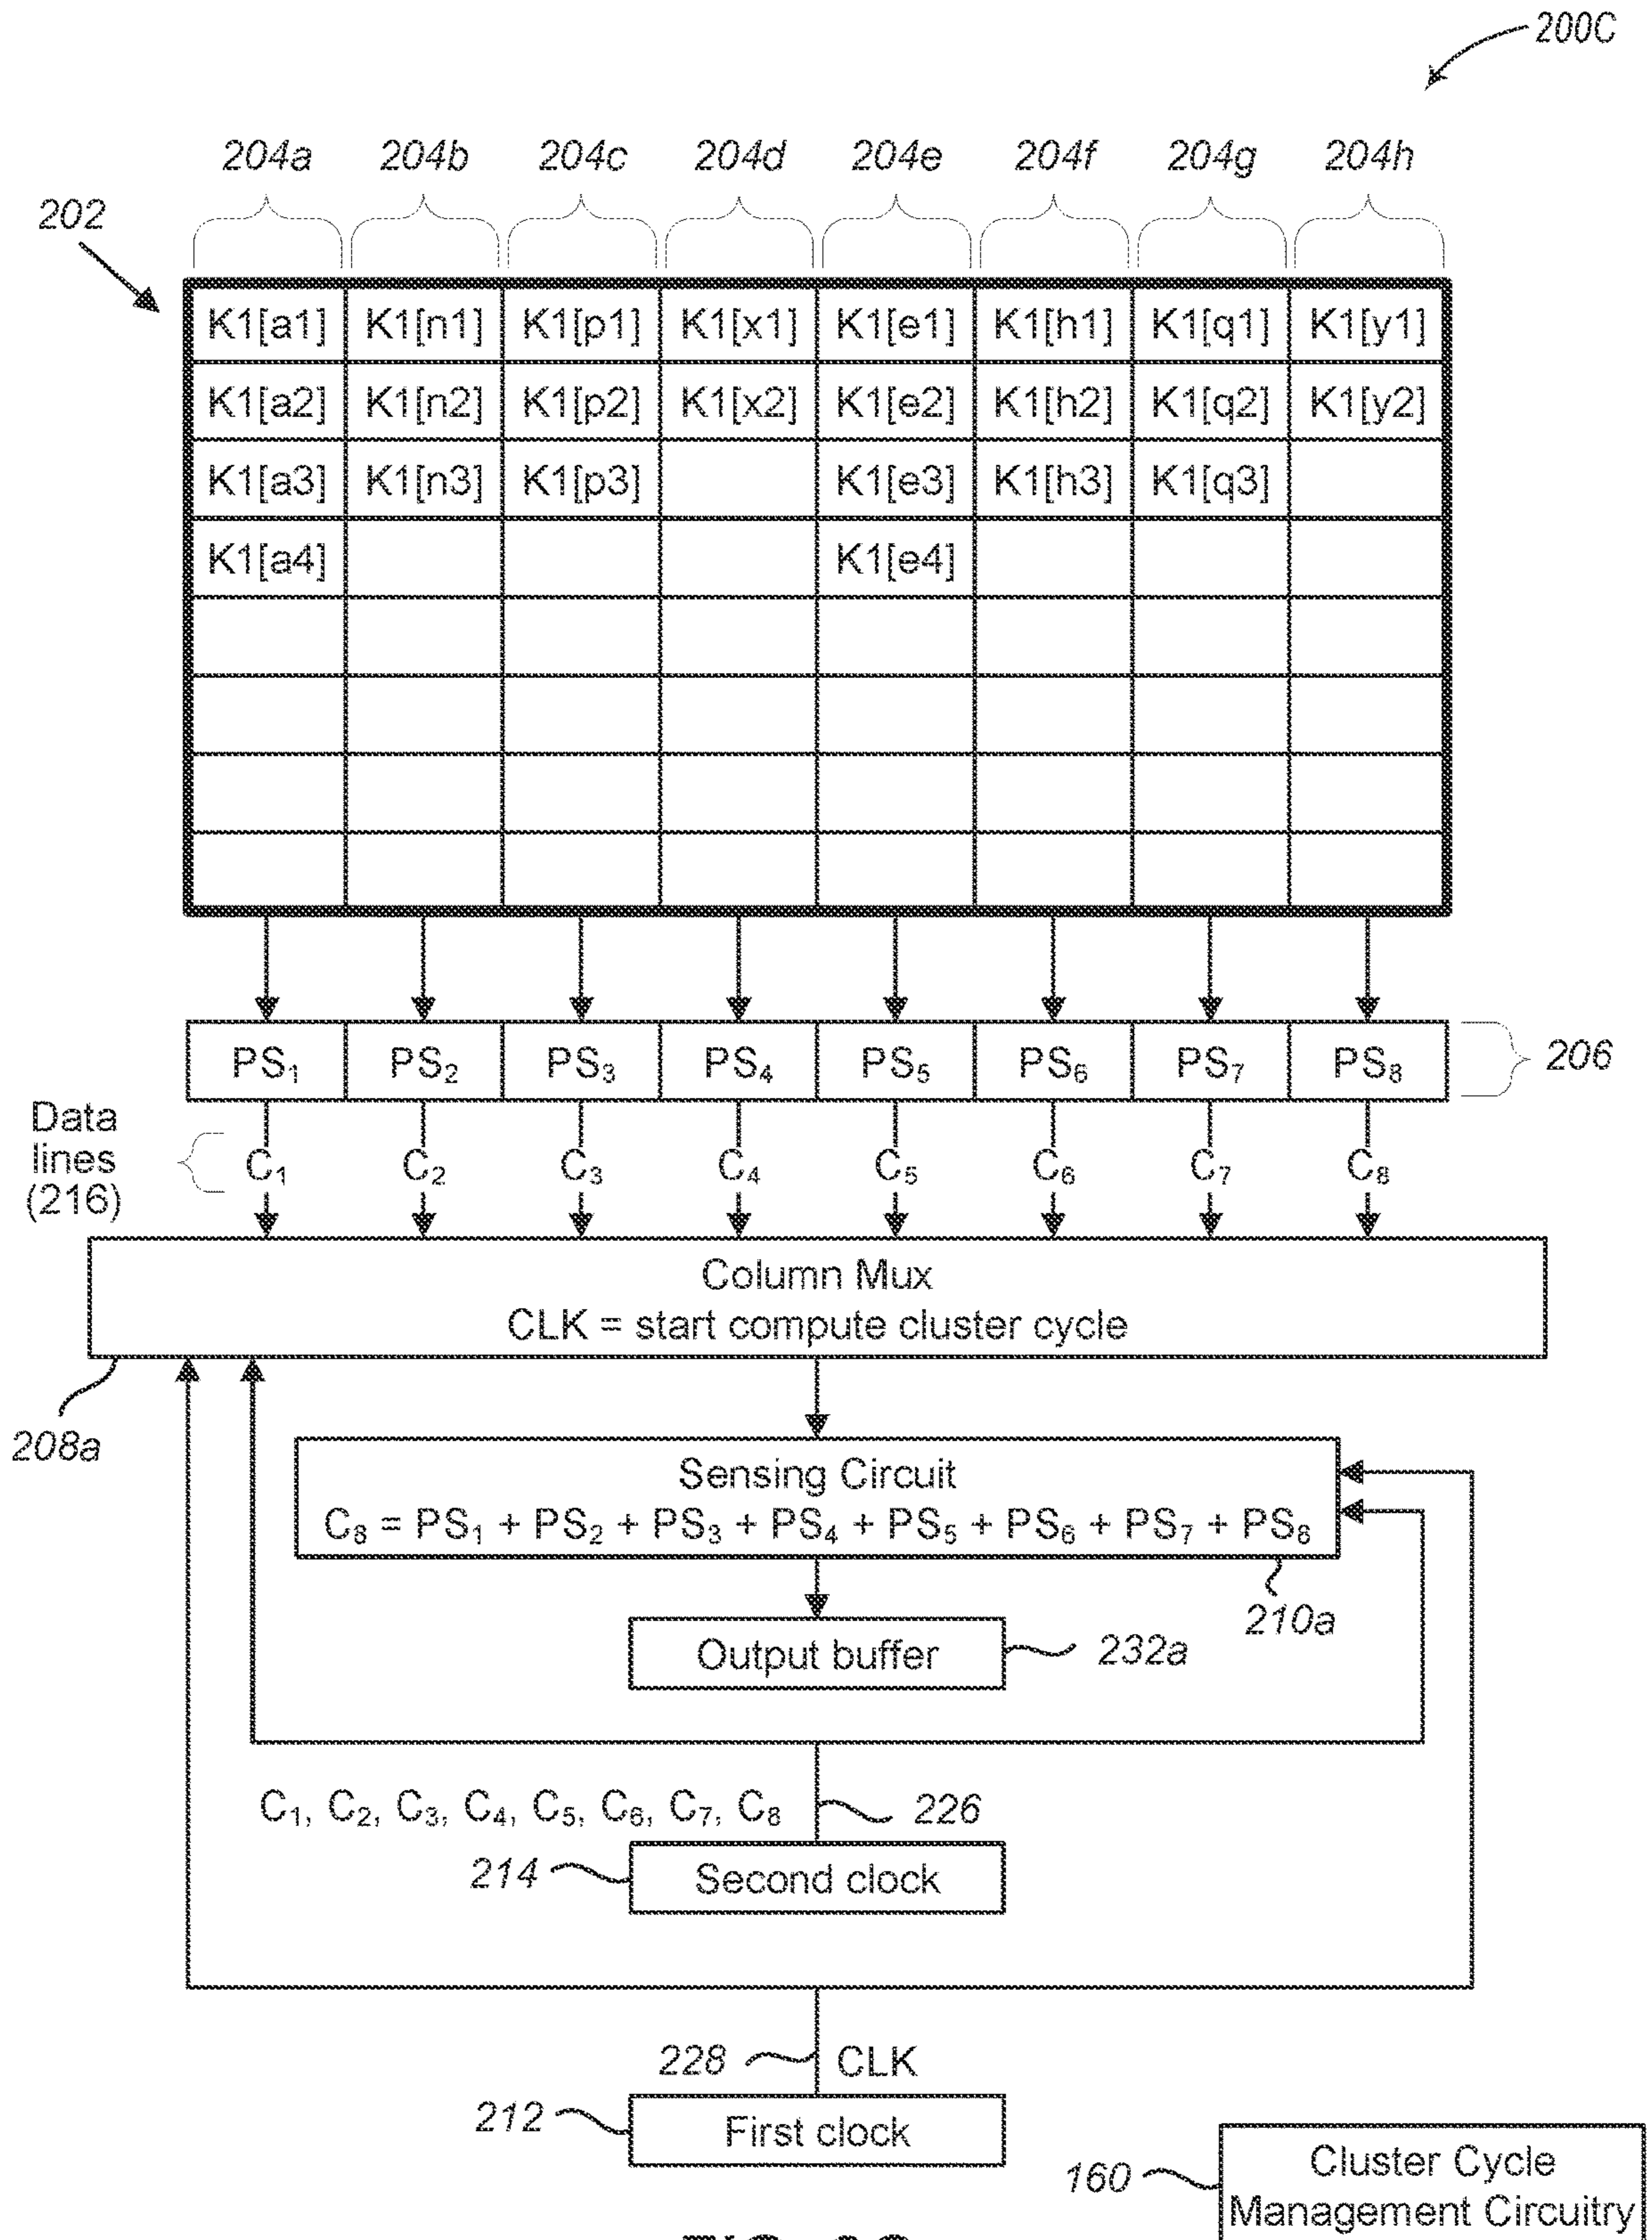 200C
204a 204b 204c 204d 204e 204f 204g 204h
202
K1[a1] K1[n1] K1[p1] K1[x1] K1[e1] K1[h1] K1[q1] K1[y1]
K1[a2] K1[n2] K1[p2] K1[x2] K1[e2] K1[h2] K1[q2] K1[y2]
K1[a3] K1[n3] K1[p3] K1[e3] K1[h3] K1[q3]
K1[a4] K1[e4]
PS₁ PS₂ PS₃ PS₄ PS₅ PS₆ PS₇ PS₈
206
Data
lines
(216)
C₁ C₂ C₃ C₄ C₅ C₆ C₇ C₈
Column Mux
CLK = start compute cluster cycle
208a
Sensing Circuit
C₈ = PS₁ + PS₂ + PS₃ + PS₄ + PS₅ + PS₆ + PS₇ + PS₈
210a
Output buffer
232a
C₁, C₂, C₃, C₄, C₅, C₆, C₇, C₈
226
214
Second clock
228
CLK
212
First clock
160
Cluster Cycle
Management Circuitry